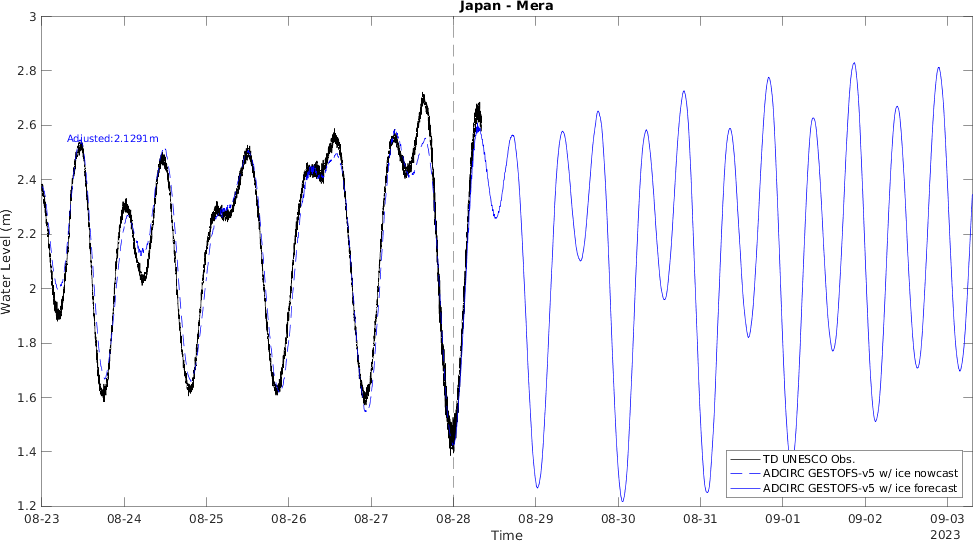 Japan - Mera
3
2.8
2.6
2.4
2.2
2
1.8
1.6
1.4
1.2
Water Level (m)
Adjusted:2.1291m
TD UNESCO Obs.
ADCIRC GESTOFS-v5 w/ ice nowcast
ADCIRC GESTOFS-v5 w/ ice forecast
08-23 08-24 08-25 08-26 08-27 08-28 08-29 08-30 08-31 09-01 09-02 09-03
2023
Time